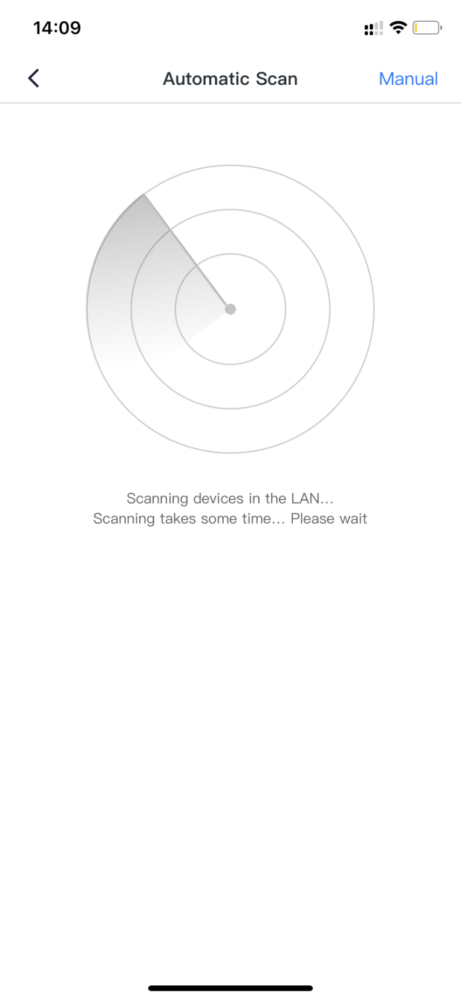 14:09
Automatic Scan
Manual
Scanning devices in the LAN...
Scanning takes some time... Please wait